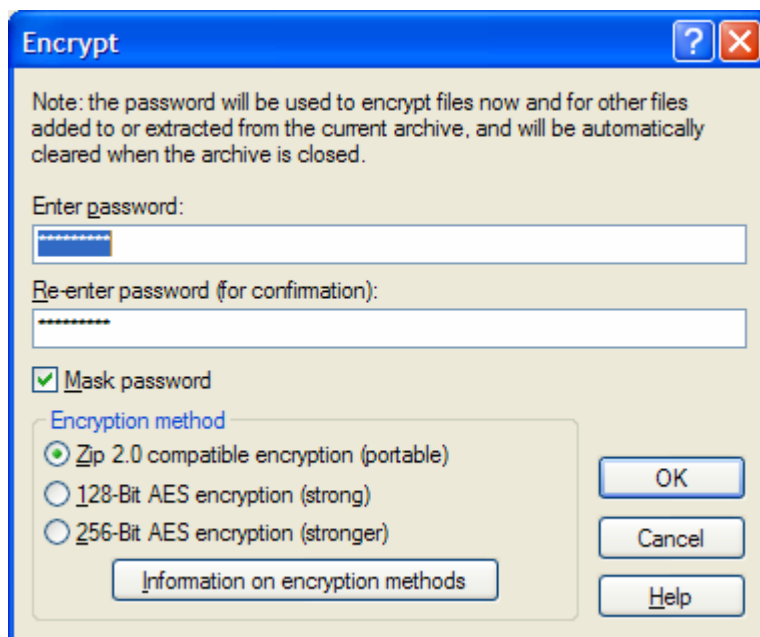 Encrypt
Note: the password will be used to encrypt files now and for other files
added to or extracted from the current archive, and will be automatically
cleared when the archive is closed.
Enter password:
*********
Re-enter password (for confirmation):
*********
Mask password
Encryption method
Zip 2.0 compatible encryption (portable)
128-Bit AES encryption (strong)
256-Bit AES encryption (stronger)
Information on encryption methods
OK
Cancel
Help